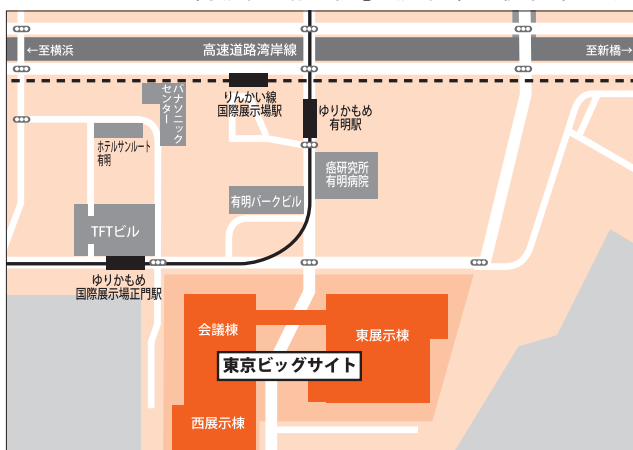 ←至横浜
高速道路湾岸線
至新橋→
パナソニック
センター
りんかい線
国際展示場駅
ゆりかもめ
有明駅
ホテルサンルート
有明
癌研究所
有明病院
有明パークビル
TFTビル
ゆりかもめ
国際展示場正門駅
会議棟
東展示棟
東京ビッグサイト
西展示棟